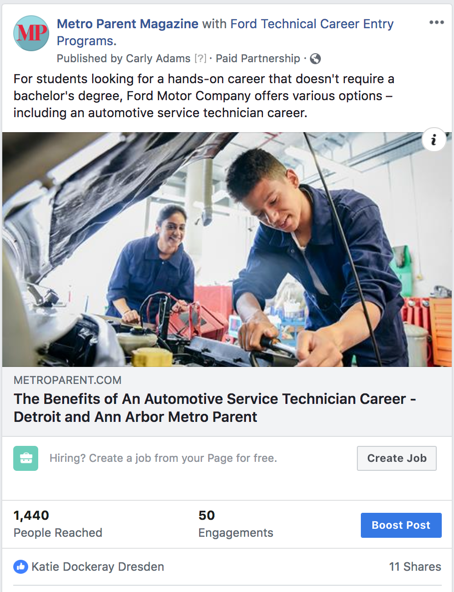 MP
Metro Parent Magazine with Ford Technical Career Entry
Programs.
Published by Carly Adams [?] · Paid Partnership ·
For students looking for a hands-on career that doesn't require a
bachelor's degree, Ford Motor Company offers various options –
including an automotive service technician career.
i
METROPARENT.COM
The Benefits of An Automotive Service Technician Career -
Detroit and Ann Arbor Metro Parent
Hiring? Create a job from your Page for free.
Create Job
1,440
People Reached
50
Engagements
Boost Post
Katie Dockeray Dresden
11 Shares